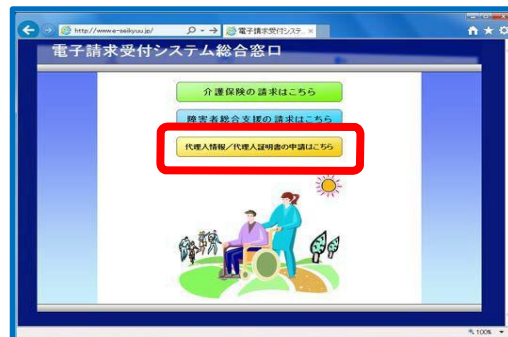 http://www.e-seikyuu.jp/
電子請求受付システ...
電子請求受付システム総合窓口
介護保険の請求はこちら
障害者総合支援の請求はこちら
代理人情報／代理人証明書の申請はこちら
100%